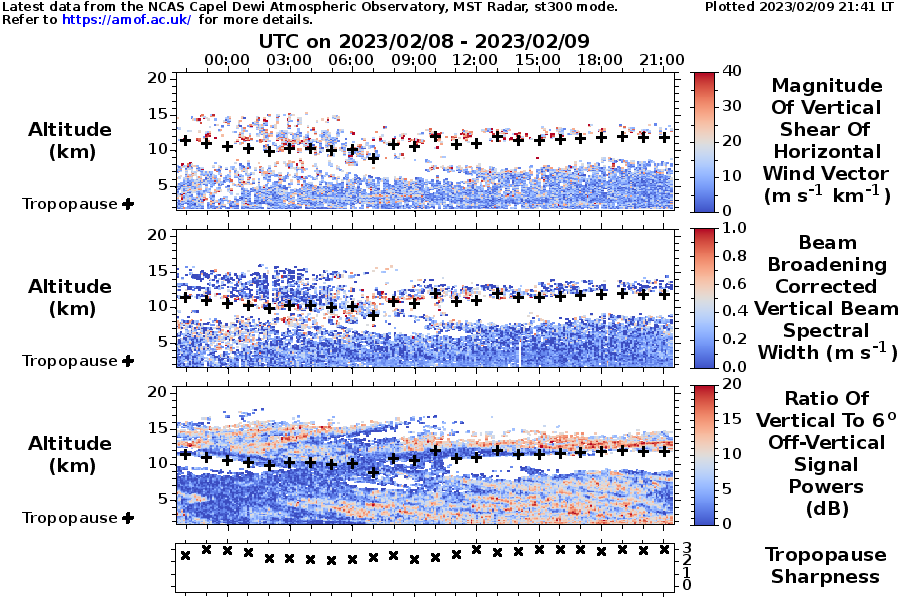 Latest data from the NCAS Capel Dewi Atmospheric Observatory, MST Radar, st300 mode.
Plotted 2023/02/09 21:41 LT
Refer to https://amof.ac.uk/ for more details.
UTC on 2023/02/08 - 2023/02/09
00:00 03:00 06:00 09:00 12:00 15:00 18:00 21:00
20
15
10
5
Altitude
(km)
Tropopause
40
30
20
10
0
Magnitude
Of Vertical
Shear Of
Horizontal
Wind Vector
(m s-1 km-1)
20
15
10
5
Altitude
(km)
Tropopause
1.0
0.8
0.6
0.4
0.2
0.0
Beam
Broadening
Corrected
Vertical Beam
Spectral
Width (m s-1)
20
15
10
5
Altitude
(km)
Tropopause
20
15
10
5
0
Ratio Of
Vertical To 6o
Off-Vertical
Signal
Powers
(dB)
3
2
1
0
Tropopause
Sharpness